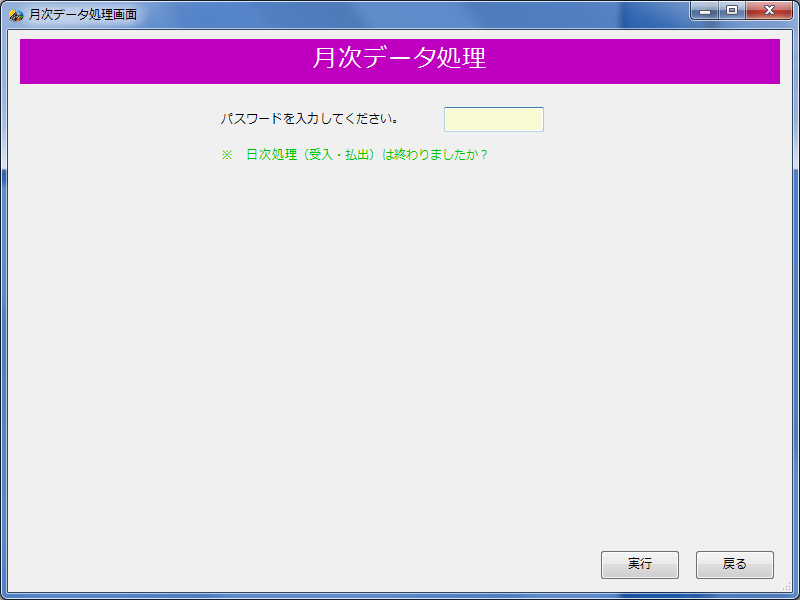 月次データ処理画面
月次データ処理
パスワードを入力してください。
※　日次処理（受入・払出）は終わりましたか？
実行　戻る